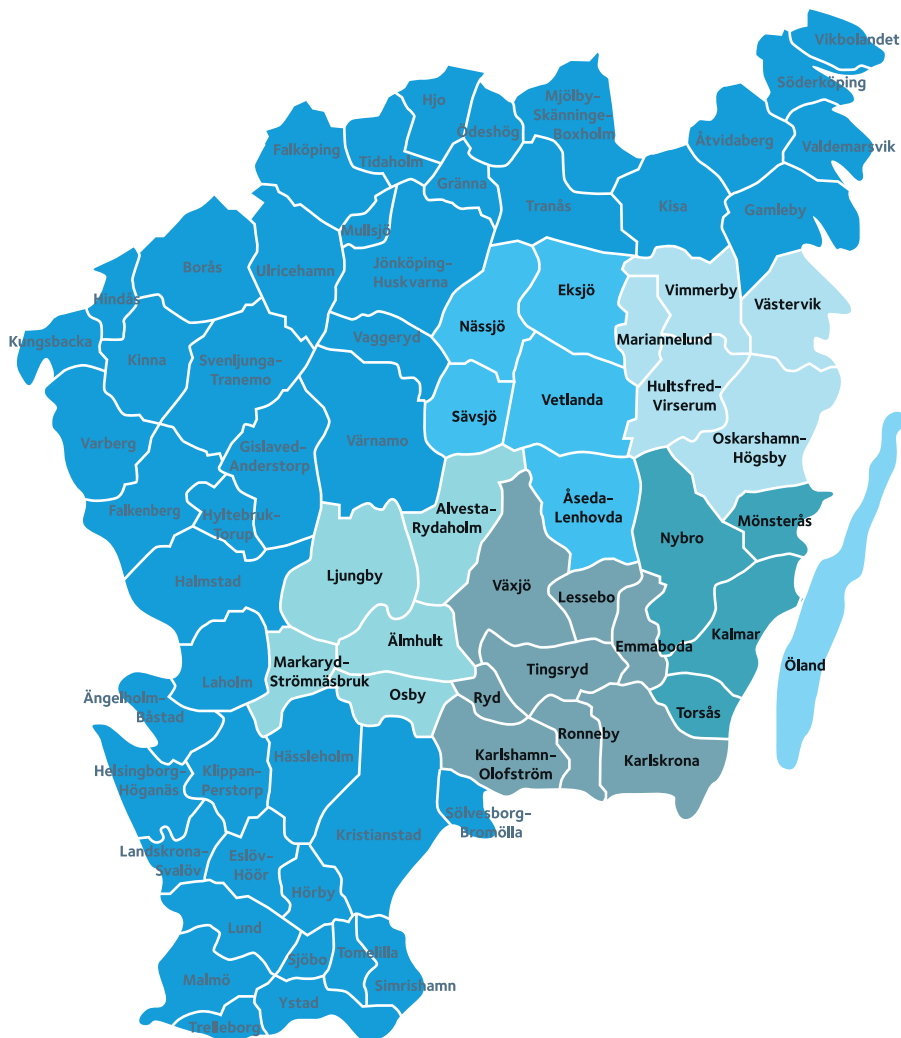 Vikbolandet
Söderköping
Hjo
Mjölby-
Skänninge-
Boxholm
Ödeshög
Åtvidaberg
Valdemarsvik
Falköping
Tidaholm
Gränna
Tranås
Kisa
Gamleby
Mullsjö
Borås
Ulricehamn
Jönköping-
Huskvarna
Eksjö
Vimmerby
Västervik
Hindås
Kungsbacka
Kinna
Svenljunga-
Tranemo
Vaggeryd
Nässjö
Mariannelund
Hultsfred-
Virserum
Vetlanda
Sävsjö
Värnamo
Varberg
Gislaved-
Anderstorp
Oskarshamn-
Högsby
Falkenberg
Hyltebruk-
Torup
Alvesta-
Rydaholm
Åseda-
Lenhovda
Mönsterås
Nybro
Halmstad
Ljungby
Växjö
Lessebo
Emmaboda
Kalmar
Öland
Älmhult
Markaryd-
Strömnäsbruk
Tingsryd
Laholm
Osby
Ryd
Torsås
Ängelholm-
Båstad
Ronneby
Karlskrona
Karlshamn-
Olofström
Helsingborg-
Höganäs
Klippan-
Perstorp
Hässleholm
Kristianstad
Sölvesborg-
Bromölla
Landskrona-
Svalöv
Eslöv-
Höör
Hörby
Lund
Sjöbo
Tomelilla
Simrishamn
Malmö
Ystad
Trelleborg